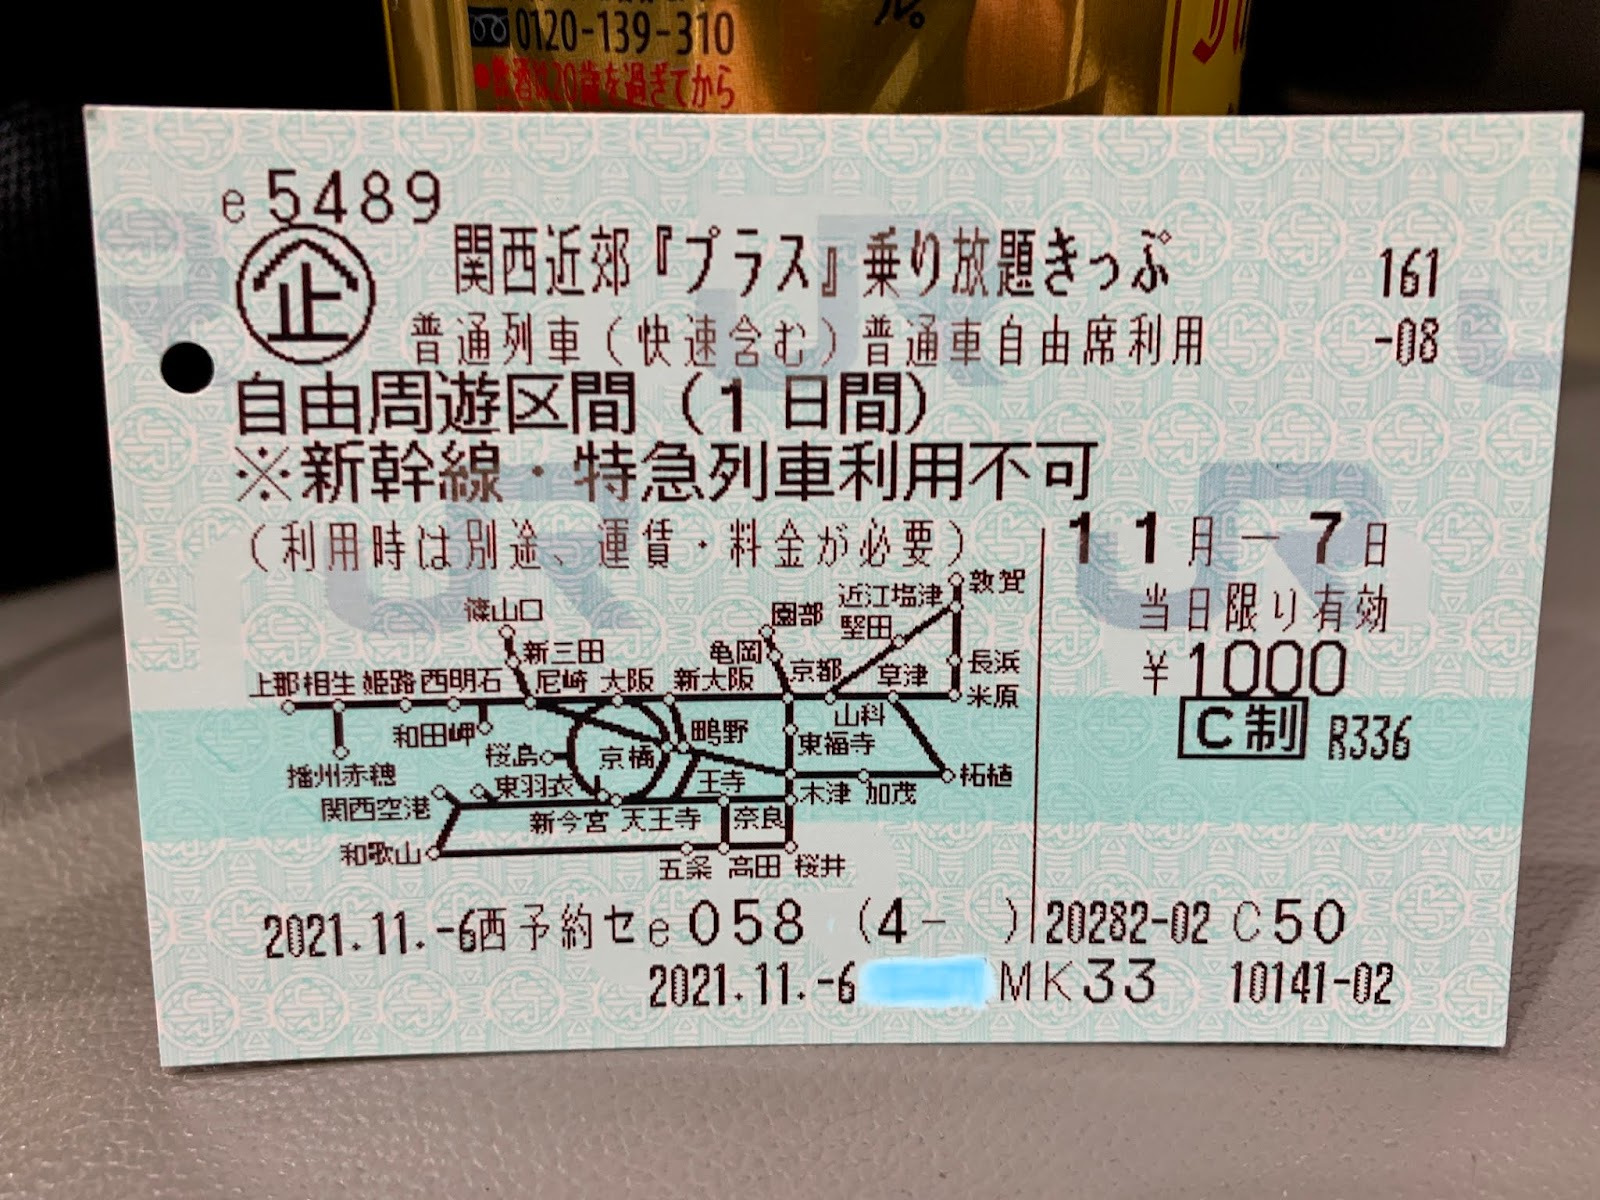 0120-139-310
●飲酒は20歳を過ぎてから
ル。
e5489
企
関西近郊『プラス』乗り放題きっぷ 161
普通列車(快速含む)普通車自由席利用 -08
自由周遊区間(1日間)
※新幹線・特急列車利用不可
(利用時は別途、運賃・料金が必要) 11月-7日
当日限り有効
¥1000
C制 R336
敦賀
近江塩津
篠山口 園部 堅田
新三田 亀岡 京都 長浜
上郡 相生 姫路 西明石 尼崎 大阪 新大阪 草津 米原
和田岬 鴫野 山科
桜島 京橋 東福寺
播州赤穂 東羽衣 王寺 木津 加茂 柘植
関西空港 新今宮 天王寺 奈良
和歌山 五条 高田 桜井
2021.11.-6西予約セe058 (4- ) 20282-02 C50
2021.11.-6 MK33 10141-02